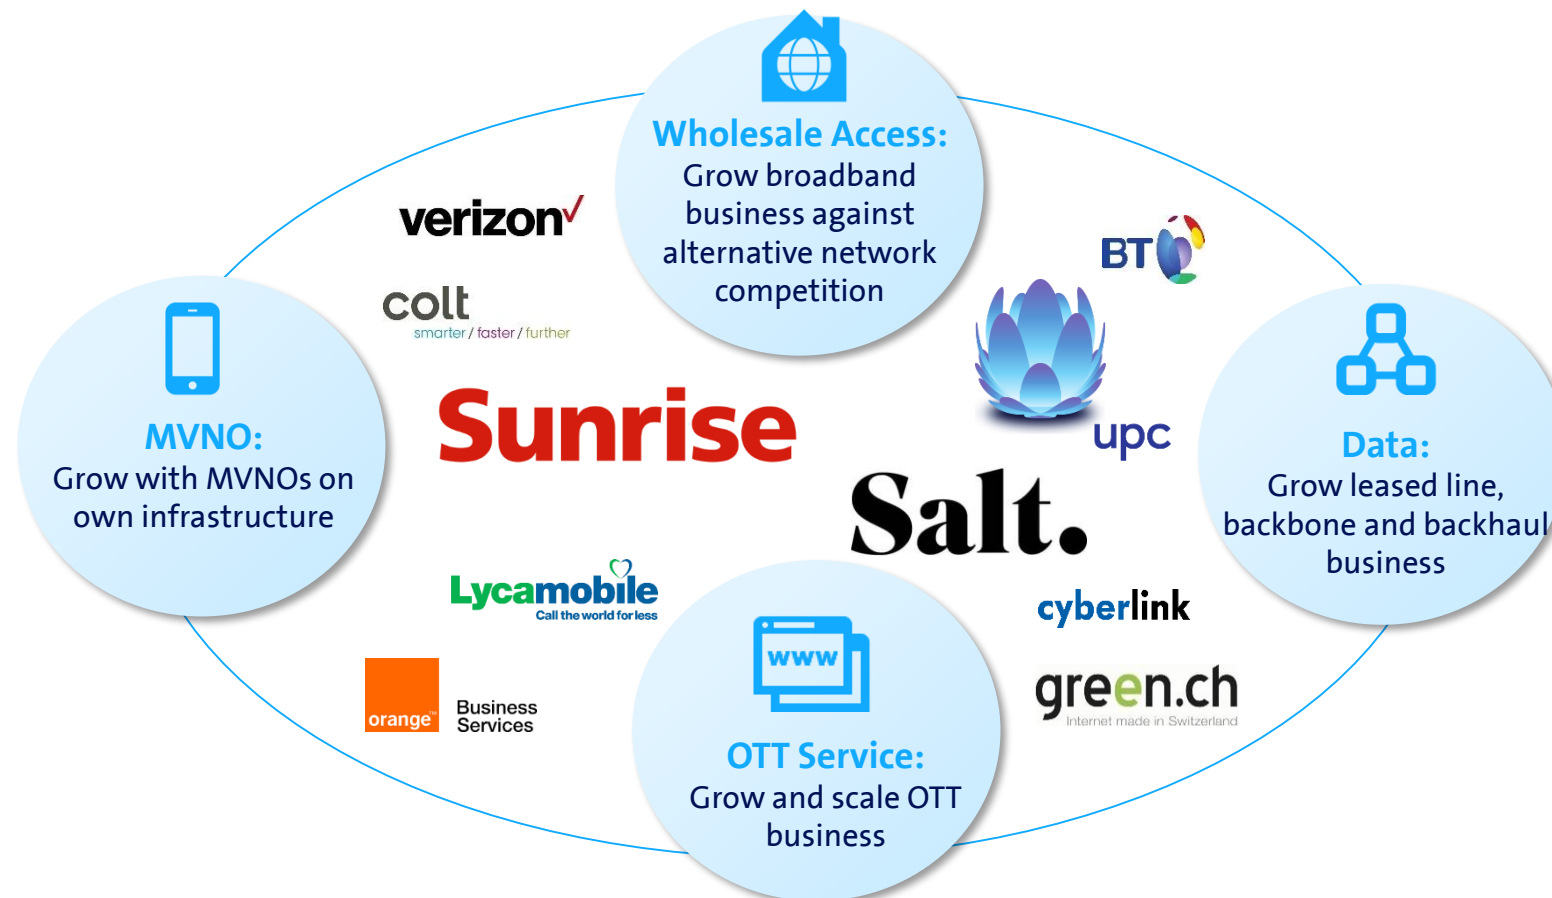 Wholesale Access:
Grow broadband
business against
alternative network
competition
verizon
colt
smarter / faster / further
BT
upc
MVNO:
Grow with MVNOs on
own infrastructure
Sunrise
Salt.
Data:
Grow leased line,
backbone and backhaul
business
Lycamobile
Call the world for less
cyberlink
orange™
Business
Services
green.ch
Internet made in Switzerland
www
OTT Service:
Grow and scale OTT
business